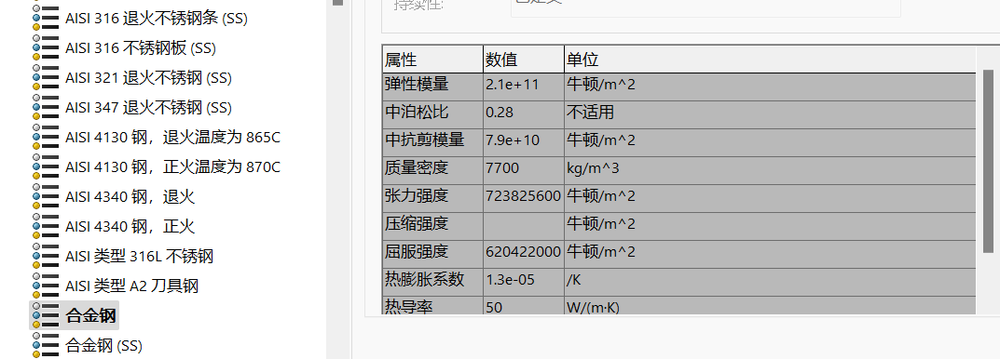 AISI 316 退火不锈钢条 (SS)
AISI 316 不锈钢板 (SS)
AISI 321 退火不锈钢 (SS)
AISI 347 退火不锈钢 (SS)
AISI 4130 钢，退火温度为 865C
AISI 4130 钢，正火温度为 870C
AISI 4340 钢，退火
AISI 4340 钢，正火
AISI 类型 316L 不锈钢
AISI 类型 A2 刀具钢
合金钢
合金钢 (SS)
持续性:
属性 数值 单位
弹性模量 2.1e+11 牛顿/m^2
中泊松比 0.28 不适用
中抗剪模量 7.9e+10 牛顿/m^2
质量密度 7700 kg/m^3
张力强度 723825600 牛顿/m^2
压缩强度 牛顿/m^2
屈服强度 620422000 牛顿/m^2
热膨胀系数 1.3e-05 /K
热导率 50 W/(m·K)